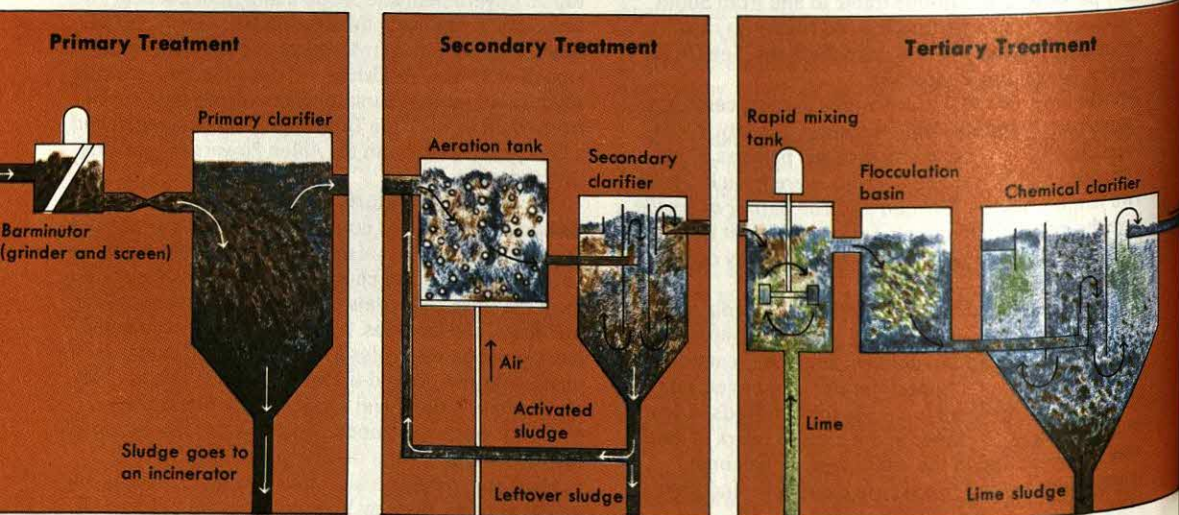 Primary Treatment
Primary clarifier
Barminutor
(grinder and screen)
Sludge goes to
an incinerator
Secondary Treatment
Aeration tank
Secondary
clarifier
Air
Activated
sludge
Leftover sludge
Tertiary Treatment
Rapid mixing
tank
Flocculation
basin
Chemical clarifier
Lime
Lime sludge